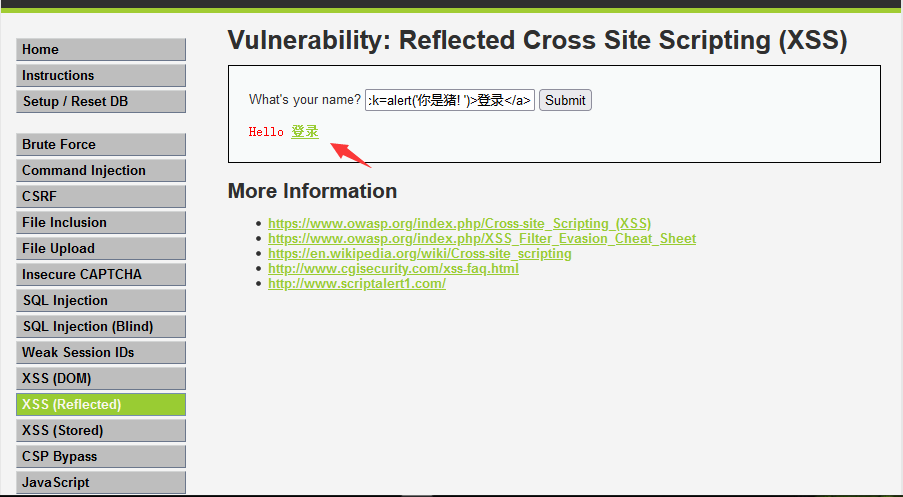 Vulnerability: Reflected Cross Site Scripting (XSS)
Home
Instructions
Setup / Reset DB
Brute Force
Command Injection
CSRF
File Inclusion
File Upload
Insecure CAPTCHA
SQL Injection
SQL Injection (Blind)
Weak Session IDs
XSS (DOM)
XSS (Reflected)
XSS (Stored)
CSP Bypass
JavaScript
What's your name? :k=alert('你是猪! ')>登录</a> Submit
Hello 登录
More Information
https://www.owasp.org/index.php/Cross-site_Scripting_(XSS)
https://www.owasp.org/index.php/XSS_Filter_Evasion_Cheat_Sheet
https://en.wikipedia.org/wiki/Cross-site_scripting
http://www.cgisecurity.com/xss-faq.html
http://www.scriptalert1.com/